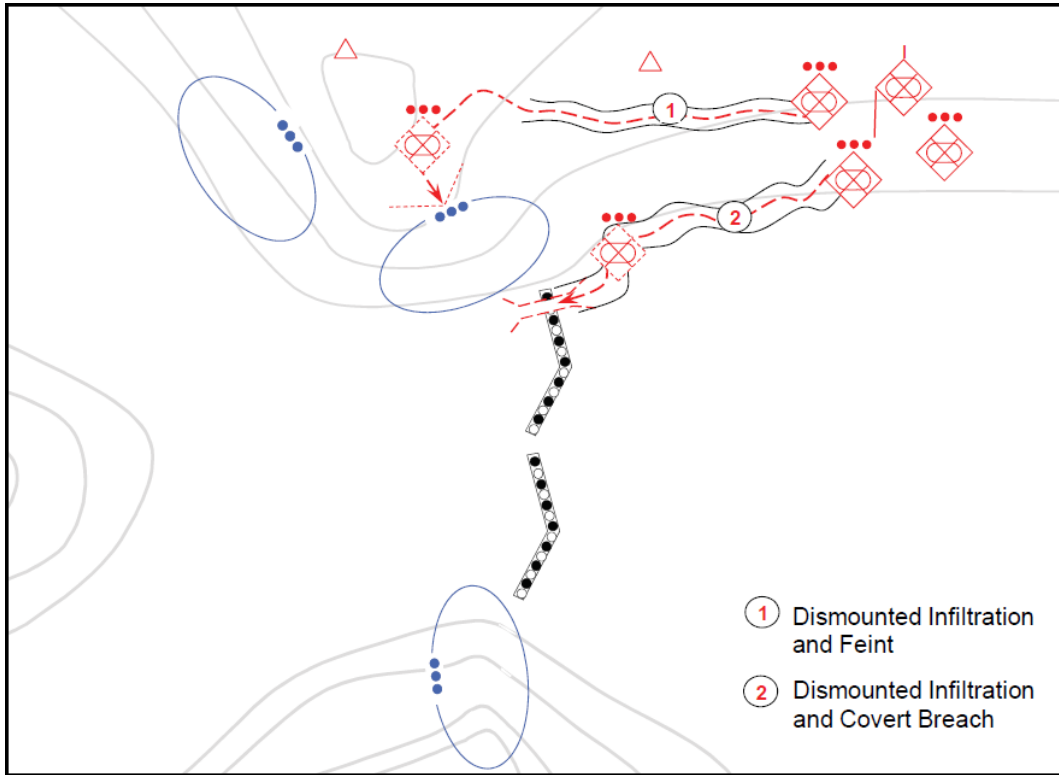 1
2
1 Dismounted Infiltration
and Feint
2 Dismounted Infiltration
and Covert Breach